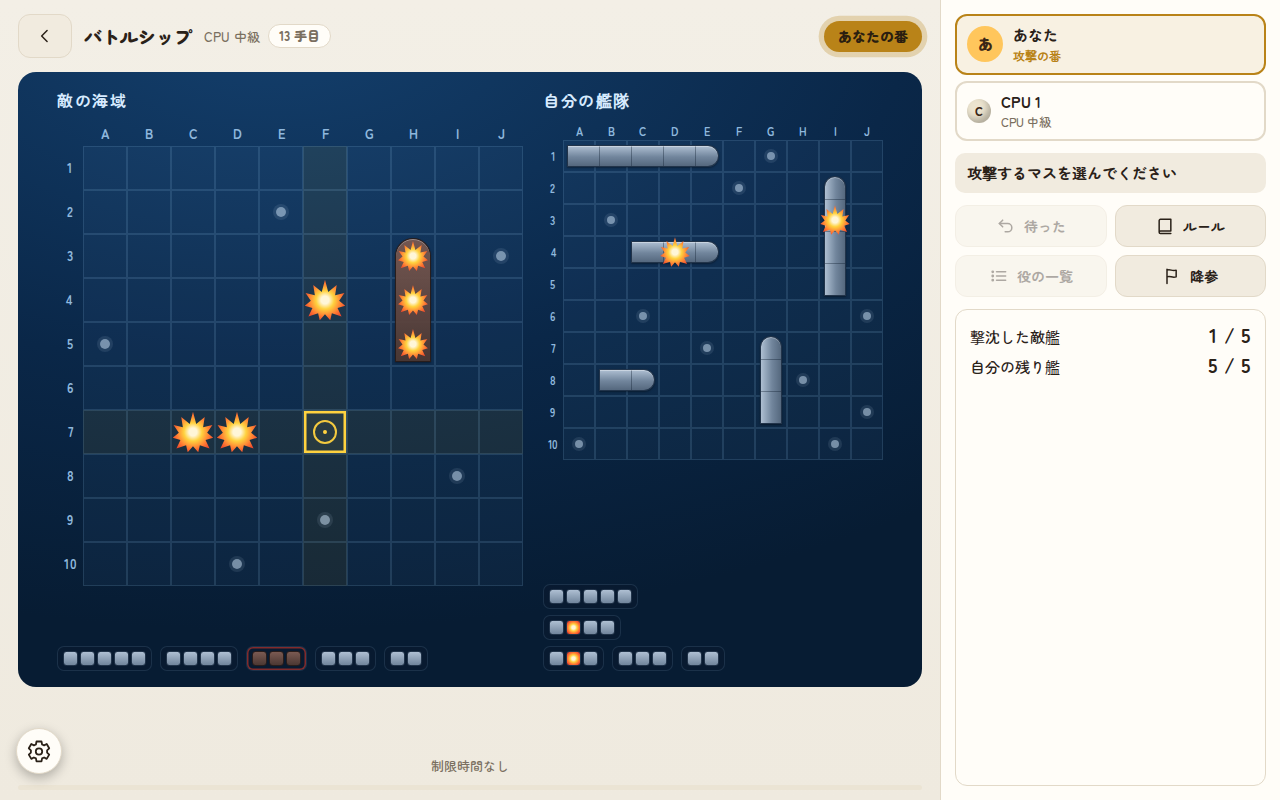 バトルシップ CPU 中級 13 手目 あなたの番
敵の海域
A B C D E F G H I J
1
2
3
4
5
6
7
8
9
10
自分の艦隊
A B C D E F G H I J
1
2
3
4
5
6
7
8
9
10
制限時間なし
あ あなた
攻撃の番
C CPU 1
CPU 中級
攻撃するマスを選んでください
待った ルール
役の一覧 降参
撃沈した敵艦 1 / 5
自分の残り艦 5 / 5